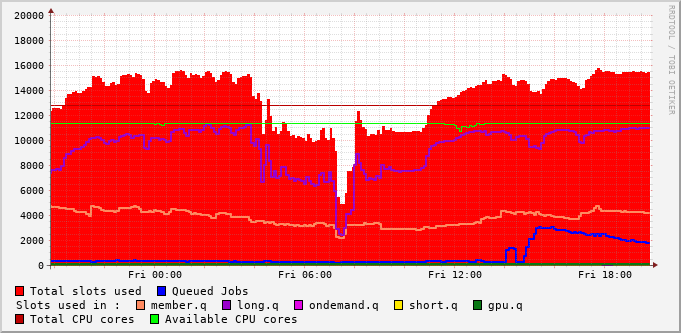 20000
18000
16000
14000
12000
10000
8000
6000
4000
2000
0
Fri 00:00 Fri 06:00 Fri 12:00 Fri 18:00
RRDTOOL / TOBI OETIKER
Total slots used Queued Jobs
Slots used in : member.q long.q ondemand.q short.q gpu.q
Total CPU cores Available CPU cores